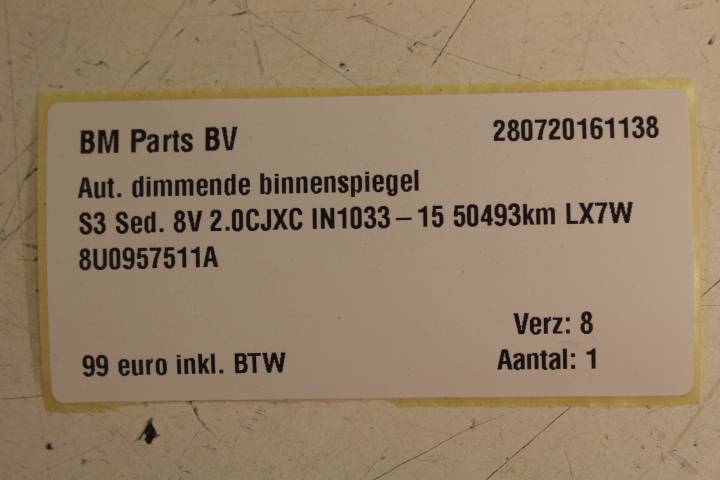 BM Parts BV 280720161138
Aut. dimmende binnenspiegel
S3 Sed. 8V 2.0CJXC IN1033 – 15 50493km LX7W
8U0957511A
Verz: 8
99 euro inkl. BTW Aantal: 1